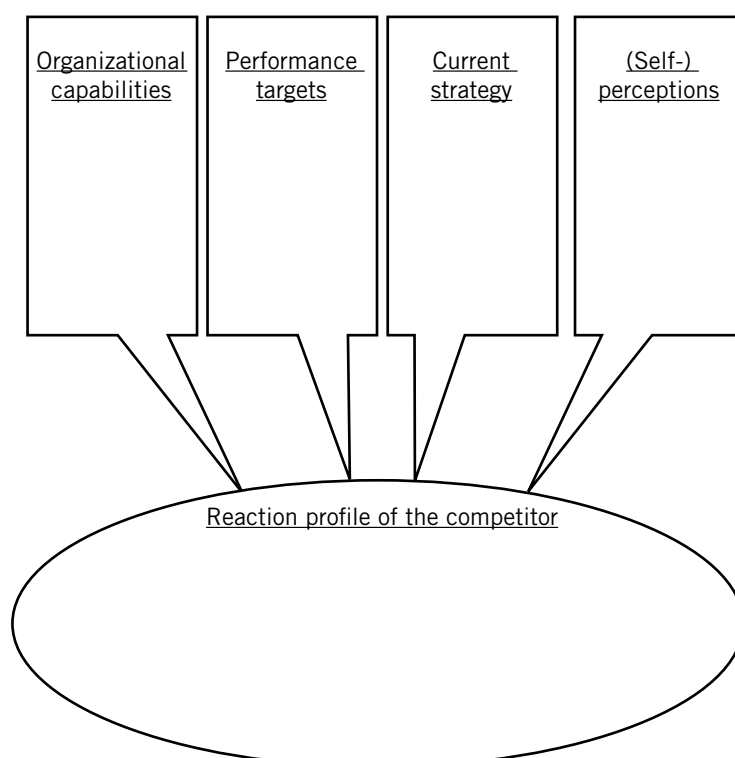 Organizational
capabilities
Performance
targets
Current
strategy
(Self-)
perceptions
Reaction profile of the competitor